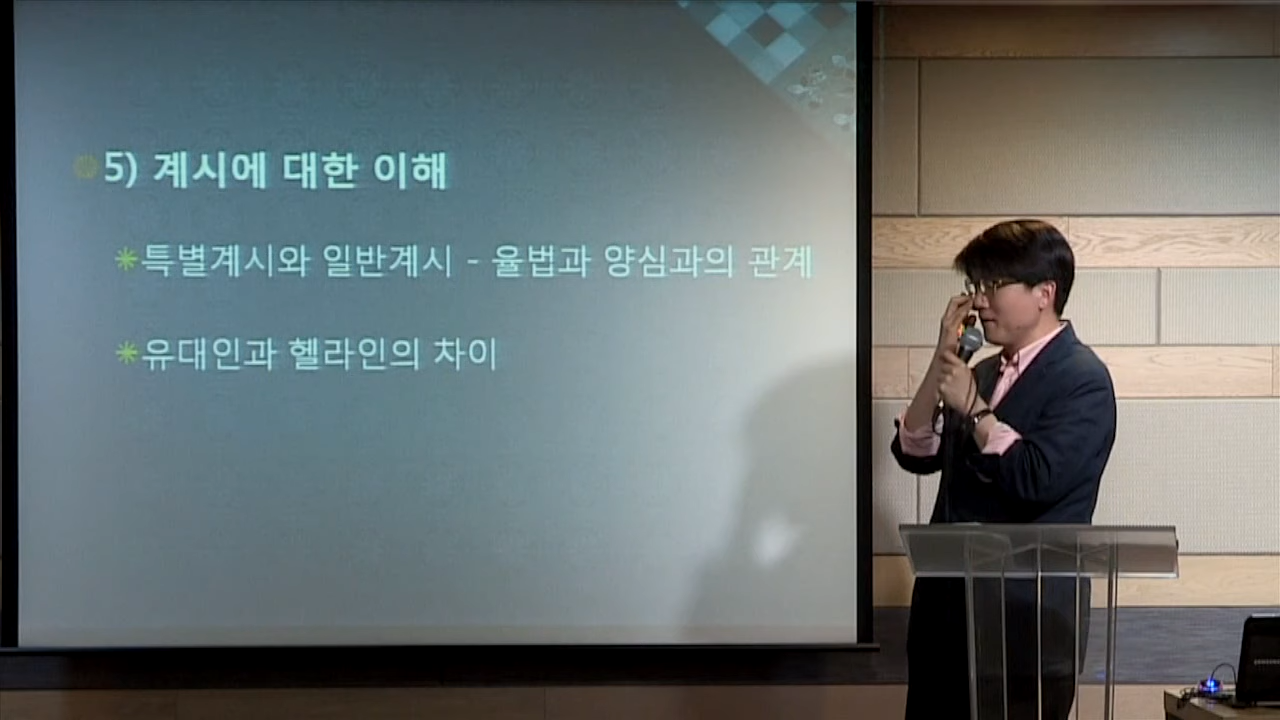 5) 계시에 대한 이해
특별계시와 일반계시 - 율법과 양심과의 관계
유대인과 헬라인의 차이